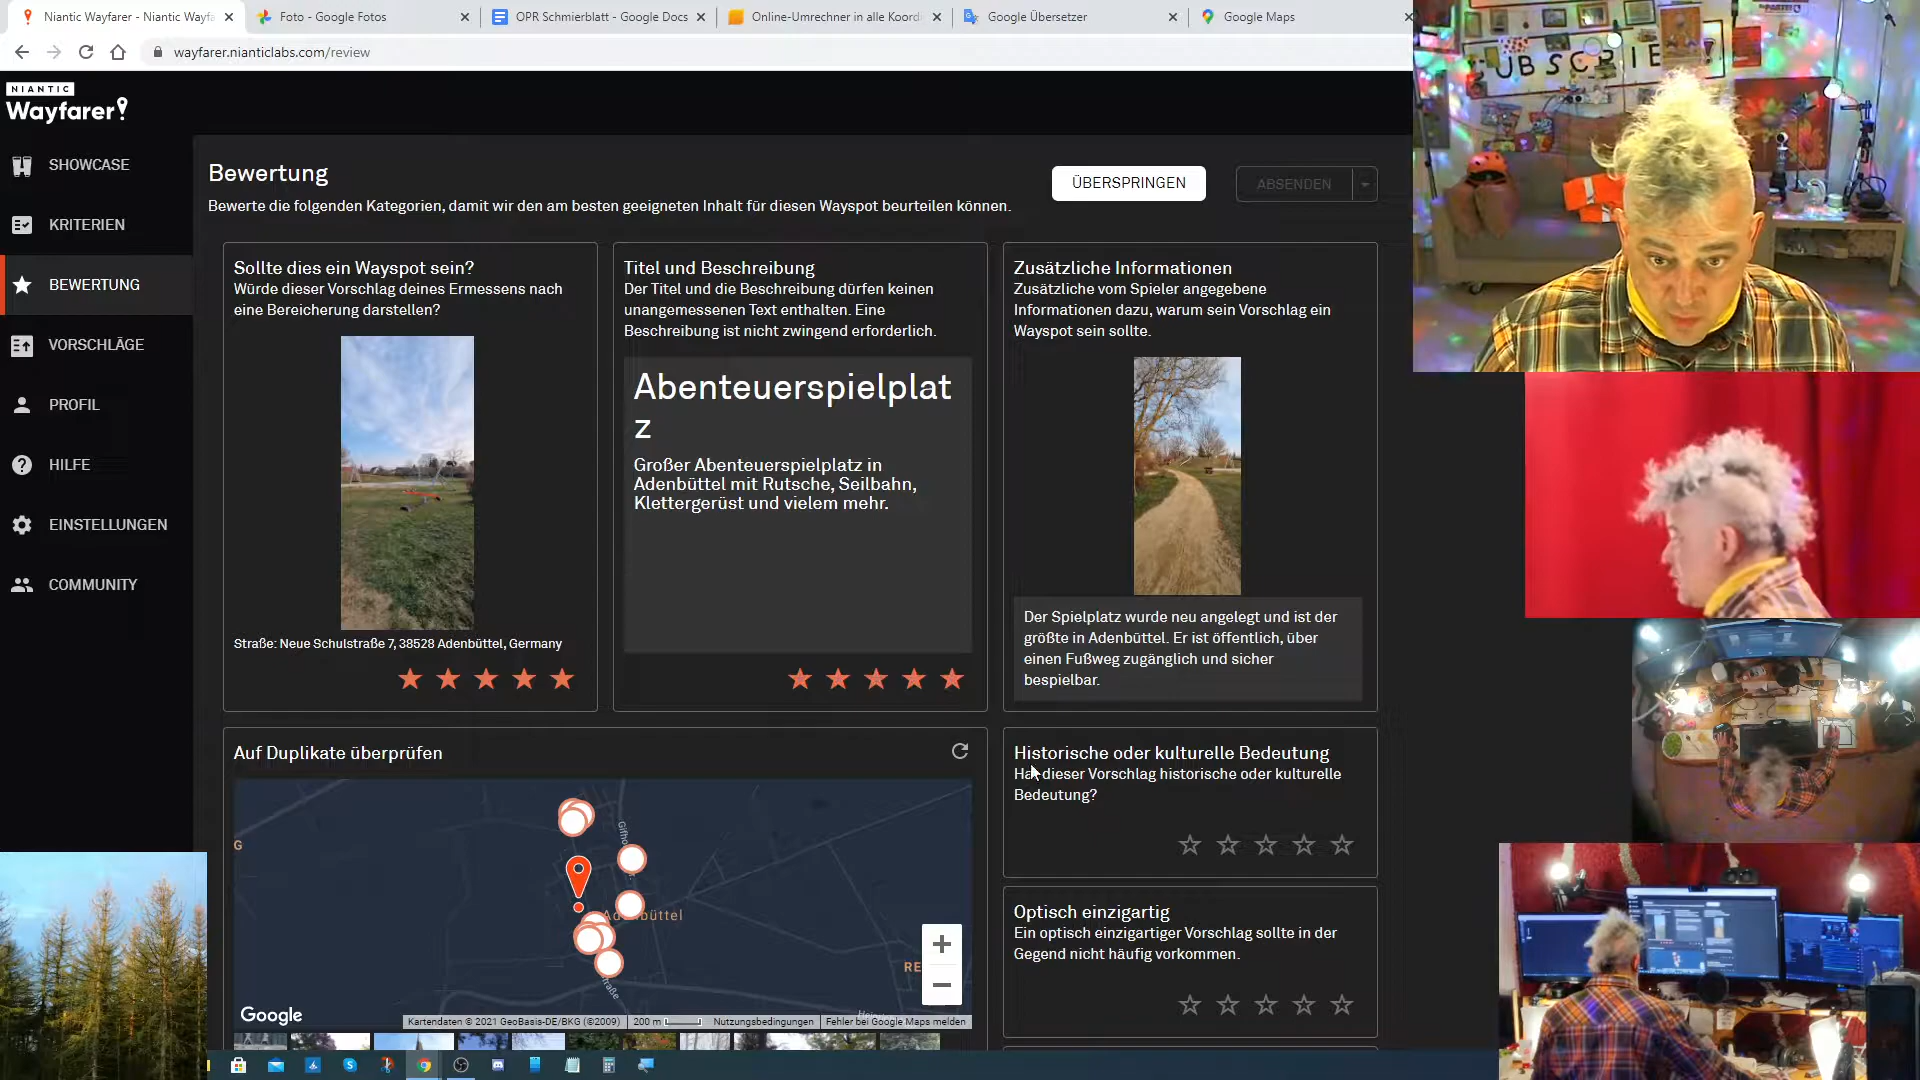 Niantic Wayfarer - Niantic Wayfa
Foto - Google Fotos
OPR Schmierblatt - Google Docs
Online-Umrechner in alle Koord
Google Übersetzer
Google Maps
wayfarer.nianticlabs.com/review
NIANTIC
Wayfarer
SHOWCASE
KRITERIEN
BEWERTUNG
VORSCHLÄGE
PROFIL
HILFE
EINSTELLUNGEN
COMMUNITY
Bewertung
Bewerte die folgenden Kategorien, damit wir den am besten geeigneten Inhalt für diesen Wayspot beurteilen können.
ÜBERSPRINGEN
ABSENDEN
Sollte dies ein Wayspot sein?
Würde dieser Vorschlag deines Ermessens nach
eine Bereicherung darstellen?
Straße: Neue Schulstraße 7, 38528 Adenbüttel, Germany
Titel und Beschreibung
Der Titel und die Beschreibung dürfen keinen
unangemessenen Text enthalten. Eine
Beschreibung ist nicht zwingend erforderlich.
Abenteuerspielplat
z
Großer Abenteuerspielplatz in
Adenbüttel mit Rutsche, Seilbahn,
Klettergerüst und vielem mehr.
Zusätzliche Informationen
Zusätzliche vom Spieler angegebene
Informationen dazu, warum sein Vorschlag ein
Wayspot sein sollte.
Der Spielplatz wurde neu angelegt und ist der
größte in Adenbüttel. Er ist öffentlich, über
einen Fußweg zugänglich und sicher
bespielbar.
Auf Duplikate überprüfen
G
Gifho
Adenbüttel
raße
RE
Google
Kartendaten © 2021 GeoBasis-DE/BKG (©2009)
200 m
Nutzungsbedingungen
Fehler bei Google Maps melden
Historische oder kulturelle Bedeutung
Hat dieser Vorschlag historische oder kulturelle
Bedeutung?
Optisch einzigartig
Ein optisch einzigartiger Vorschlag sollte in der
Gegend nicht häufig vorkommen.
UBSCRIBE